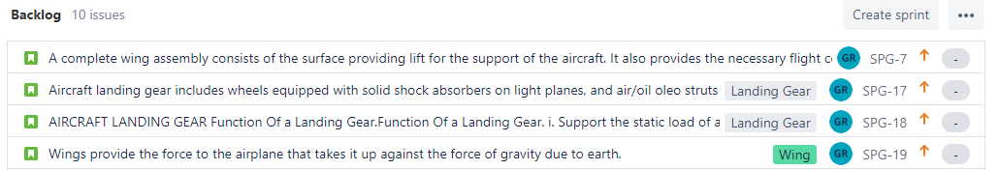 Backlog 10 issues Create sprint •••
A complete wing assembly consists of the surface providing lift for the support of the aircraft. It also provides the necessary flight c GR SPG-7 -
Aircraft landing gear includes wheels equipped with solid shock absorbers on light planes, and air/oil oleo struts Landing Gear GR SPG-17 -
AIRCRAFT LANDING GEAR Function Of a Landing Gear.Function Of a Landing Gear. i. Support the static load of a Landing Gear GR SPG-18 -
Wings provide the force to the airplane that takes it up against the force of gravity due to earth. Wing GR SPG-19 -